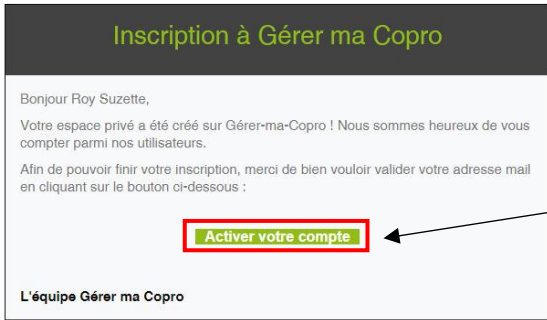 Inscription à Gérer ma Copro
Bonjour Roy Suzette,
Votre espace privé a été créé sur Gérer-ma-Copro ! Nous sommes heureux de vous
compter parmi nos utilisateurs.
Afin de pouvoir finir votre inscription, merci de bien vouloir valider votre adresse mail
en cliquant sur le bouton ci-dessous :
Activer votre compte
L'équipe Gérer ma Copro